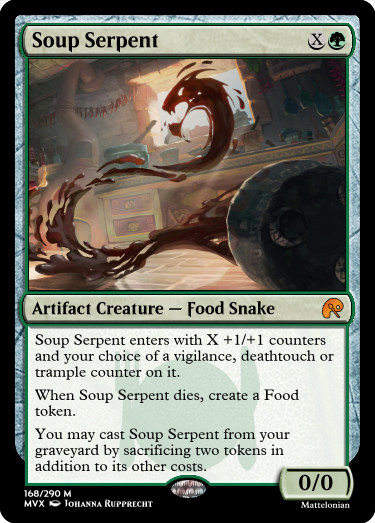 Soup Serpent X
Artifact Creature — Food Snake
Soup Serpent enters with X +1/+1 counters
and your choice of a vigilance, deathtouch or
trample counter on it.
When Soup Serpent dies, create a Food
token.
You may cast Soup Serpent from your
graveyard by sacrificing two tokens in
addition to its other costs.
0/0
168/290 M
MVX Johanna Rupprecht
Mattelonian